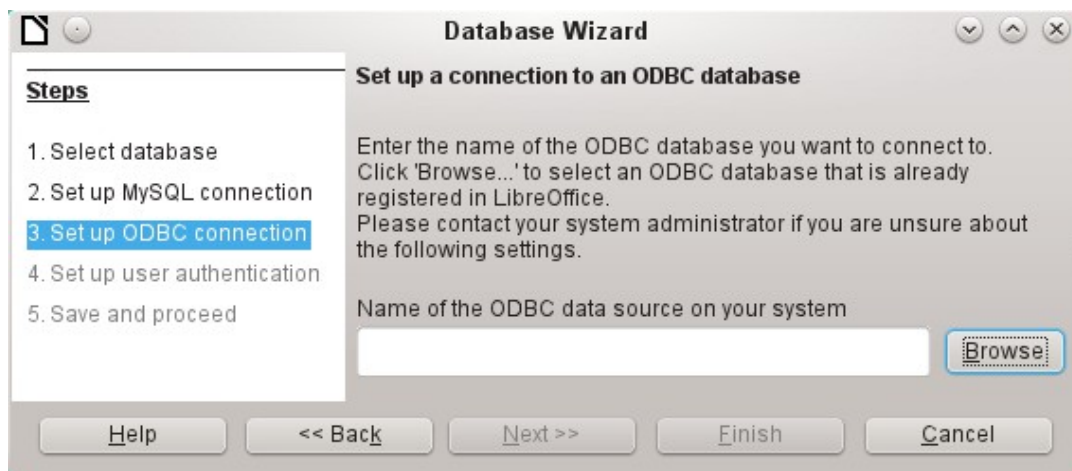 Database Wizard
Steps
1. Select database
2. Set up MySQL connection
3. Set up ODBC connection
4. Set up user authentication
5. Save and proceed
Set up a connection to an ODBC database
Enter the name of the ODBC database you want to connect to.
Click 'Browse...' to select an ODBC database that is already
registered in LibreOffice.
Please contact your system administrator if you are unsure about
the following settings.
Name of the ODBC data source on your system
Browse
Help
<< Back
Next >>
Finish
Cancel